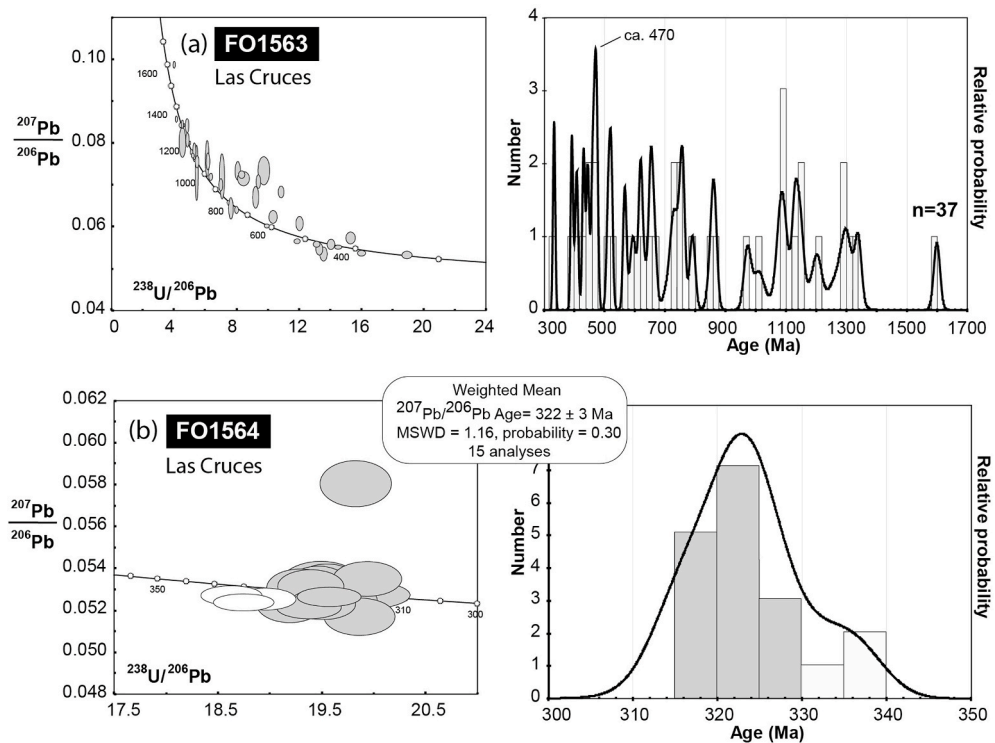 (a) FO1563
Las Cruces
207Pb
206Pb
0.10
0.08
0.06
0.04
1600
1400
1200
1000
800
600
400
238U/206Pb
0 4 8 12 16 20 24
ca. 470
n=37
Number
4
3
2
1
0
Relative probability
300 500 700 900 1100 1300 1500 1700
Age (Ma)
(b) FO1564
Las Cruces
207Pb
206Pb
0.062
0.060
0.058
0.056
0.054
0.052
0.050
0.048
350
310
300
238U/206Pb
17.5 18.5 19.5 20.5
Weighted Mean
207Pb/206Pb Age= 322 ± 3 Ma
MSWD = 1.16, probability = 0.30
15 analyses
Number
7
6
5
4
3
2
1
0
Relative probability
300 310 320 330 340 350
Age (Ma)